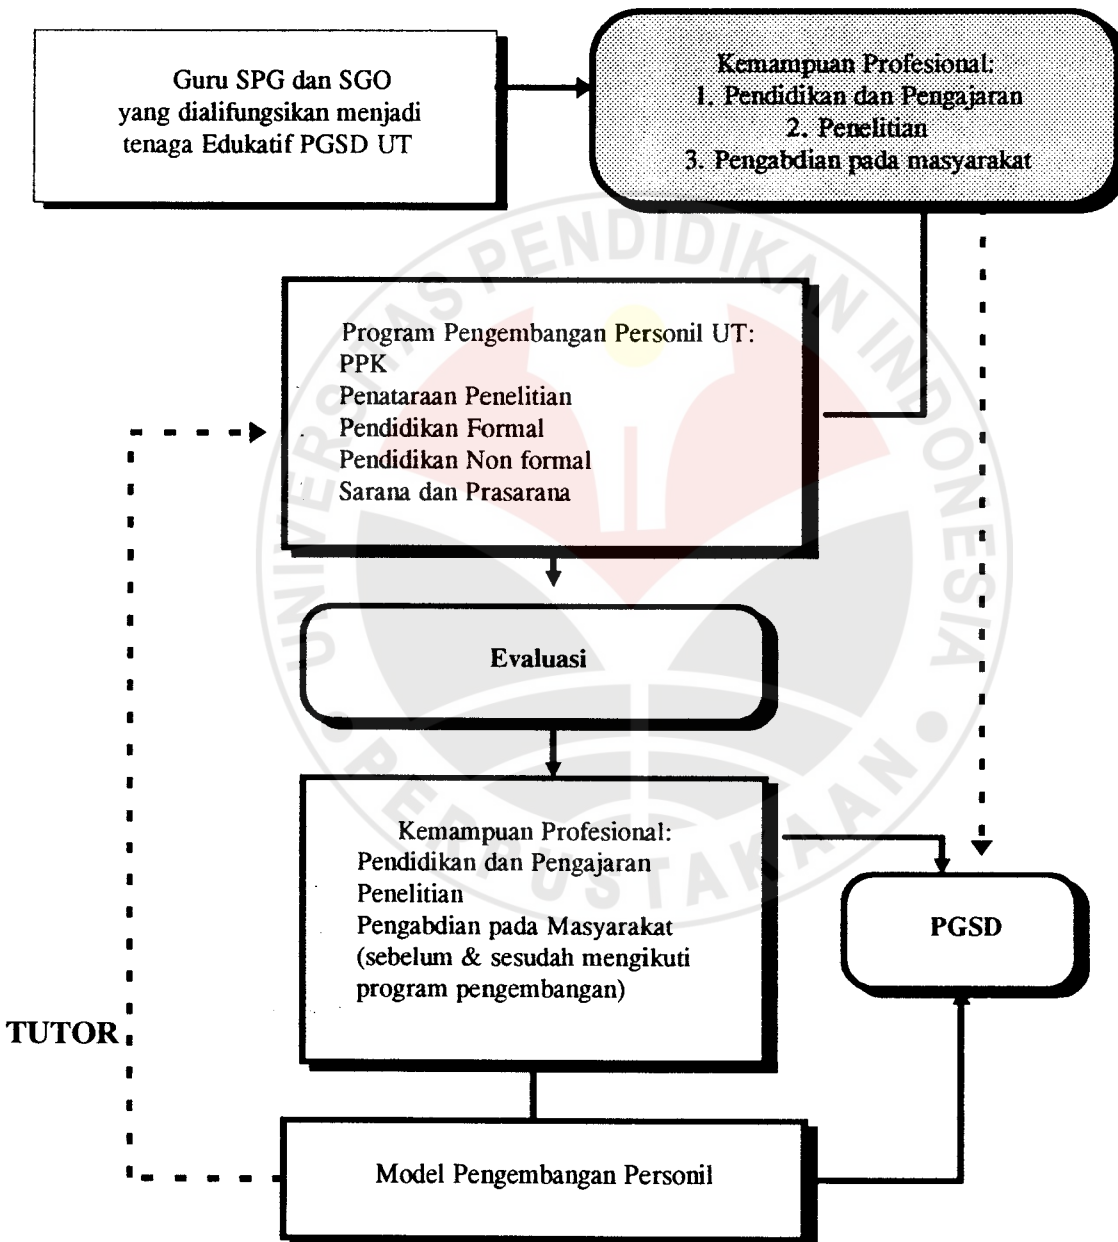 Guru SPG dan SGO
yang dialifungsikan menjadi
tenaga Edukatif PGSD UT
Kemampuan Profesional:
1. Pendidikan dan Pengajaran
2. Penelitian
3. Pengabdian pada masyarakat
Program Pengembangan Personil UT:
PPK
Penataraan Penelitian
Pendidikan Formal
Pendidikan Non formal
Sarana dan Prasarana
Evaluasi
Kemampuan Profesional:
Pendidikan dan Pengajaran
Penelitian
Pengabdian pada Masyarakat
(sebelum & sesudah mengikuti
program pengembangan)
PGSD
TUTOR
Model Pengembangan Personil
UNIVERSITAS PENDIDIKAN INDONESIA
PERPUSTAKAAN